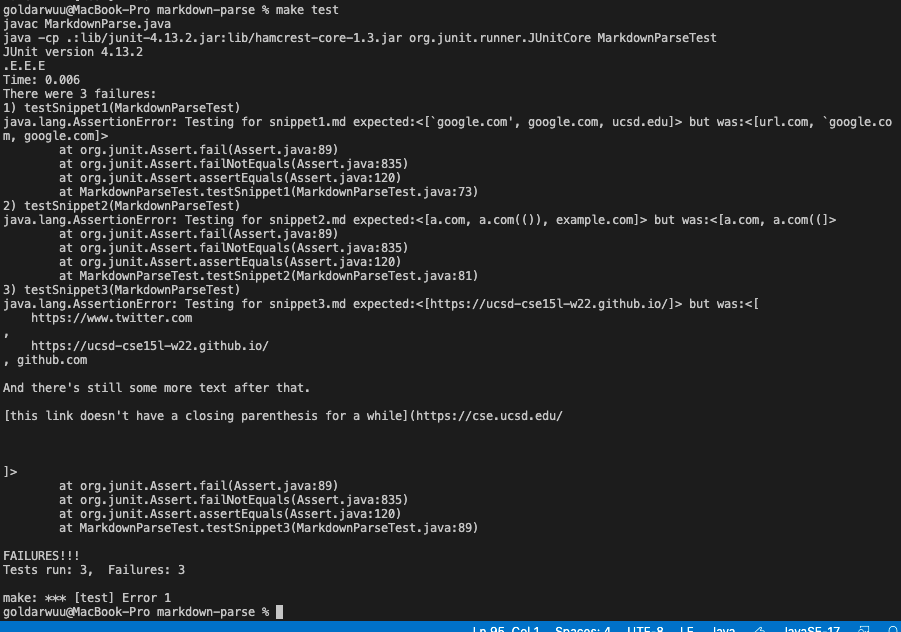 goldarwuu@MacBook-Pro markdown-parse % make test
javac MarkdownParse.java
java -cp .:lib/junit-4.13.2.jar:lib/hamcrest-core-1.3.jar org.junit.runner.JUnitCore MarkdownParseTest
JUnit version 4.13.2
.E.E.E
Time: 0.006
There were 3 failures:
1) testSnippet1(MarkdownParseTest)
java.lang.AssertionError: Testing for snippet1.md expected:<[`google.com', google.com, ucsd.edu]> but was:<[url.com, `google.co
m, google.com]>
        at org.junit.Assert.fail(Assert.java:89)
        at org.junit.Assert.failNotEquals(Assert.java:835)
        at org.junit.Assert.assertEquals(Assert.java:120)
        at MarkdownParseTest.testSnippet1(MarkdownParseTest.java:73)
2) testSnippet2(MarkdownParseTest)
java.lang.AssertionError: Testing for snippet2.md expected:<[a.com, a.com(()), example.com]> but was:<[a.com, a.com((]>
        at org.junit.Assert.fail(Assert.java:89)
        at org.junit.Assert.failNotEquals(Assert.java:835)
        at org.junit.Assert.assertEquals(Assert.java:120)
        at MarkdownParseTest.testSnippet2(MarkdownParseTest.java:81)
3) testSnippet3(MarkdownParseTest)
java.lang.AssertionError: Testing for snippet3.md expected:<[https://ucsd-cse15l-w22.github.io/]> but was:<[
    https://www.twitter.com
,
    https://ucsd-cse15l-w22.github.io/
, github.com
And there's still some more text after that.
[this link doesn't have a closing parenthesis for a while](https://cse.ucsd.edu/
]>
        at org.junit.Assert.fail(Assert.java:89)
        at org.junit.Assert.failNotEquals(Assert.java:835)
        at org.junit.Assert.assertEquals(Assert.java:120)
        at MarkdownParseTest.testSnippet3(MarkdownParseTest.java:89)
FAILURES!!!
Tests run: 3,  Failures: 3
make: *** [test] Error 1
goldarwuu@MacBook-Pro markdown-parse %
Ln 95, Col 1 Spaces: 4 UTF-8 LF Java JavaSE-17